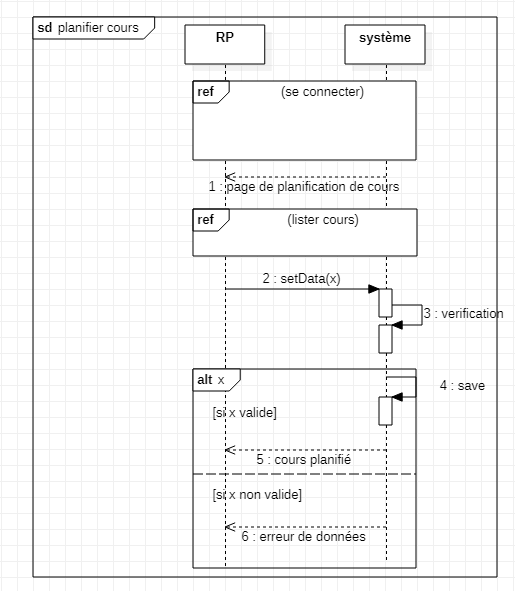 sd planifier cours
RP
système
ref (se connecter)
1 : page de planification de cours
ref (lister cours)
2 : setData(x)
3 : verification
alt x
4 : save
[si x valide]
5 : cours planifié
[si x non valide]
6 : erreur de données